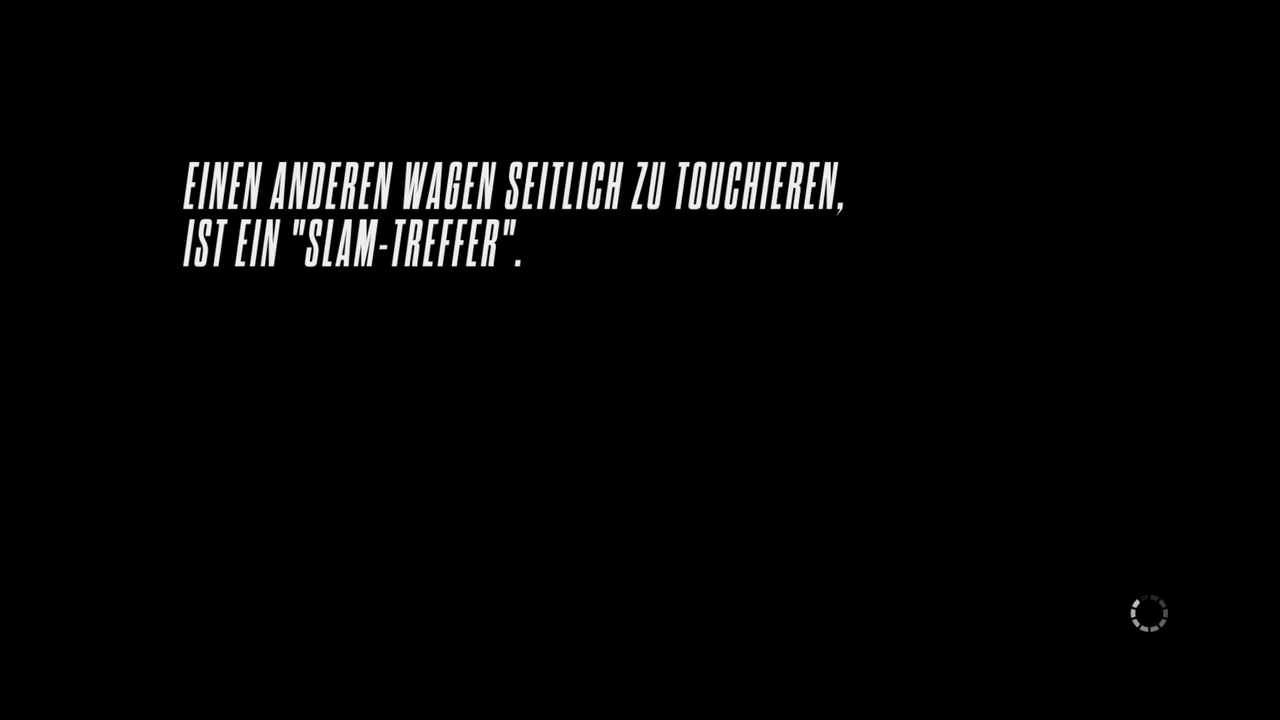 EINEN ANDEREN WAGEN SEITLICH ZU TOUCHIEREN,
IST EIN "SLAM-TREFFER".